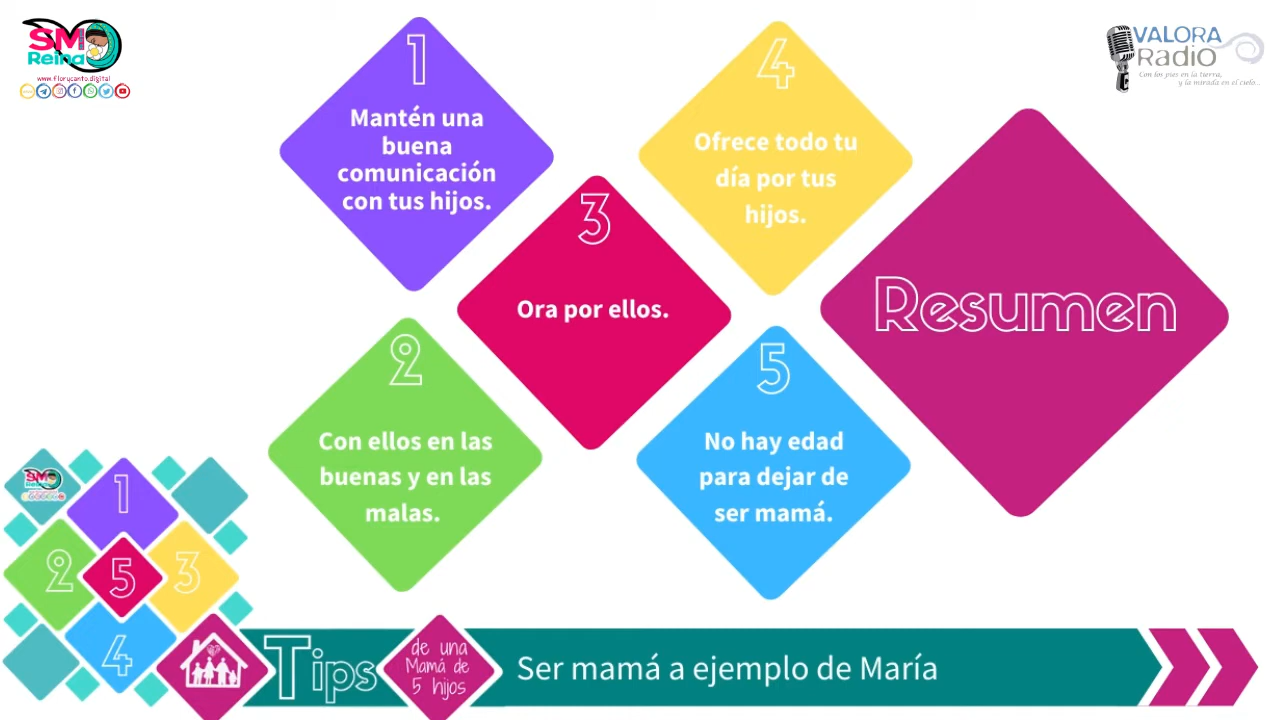 SM
Reina
www.florycanto.digital
VALORA
Radio
Con los pies en la tierra,
y la mirada en el cielo...
1
Mantén una
buena
comunicación
con tus hijos.
4
Ofrece todo tu
día por tus
hijos.
3
Ora por ellos.
Resumen
2
Con ellos en las
buenas y en las
malas.
5
No hay edad
para dejar de
ser mamá.
SM
Reina
1
2
5
3
4
Tips
de una
Mamá de
5 hijos
Ser mamá a ejemplo de María